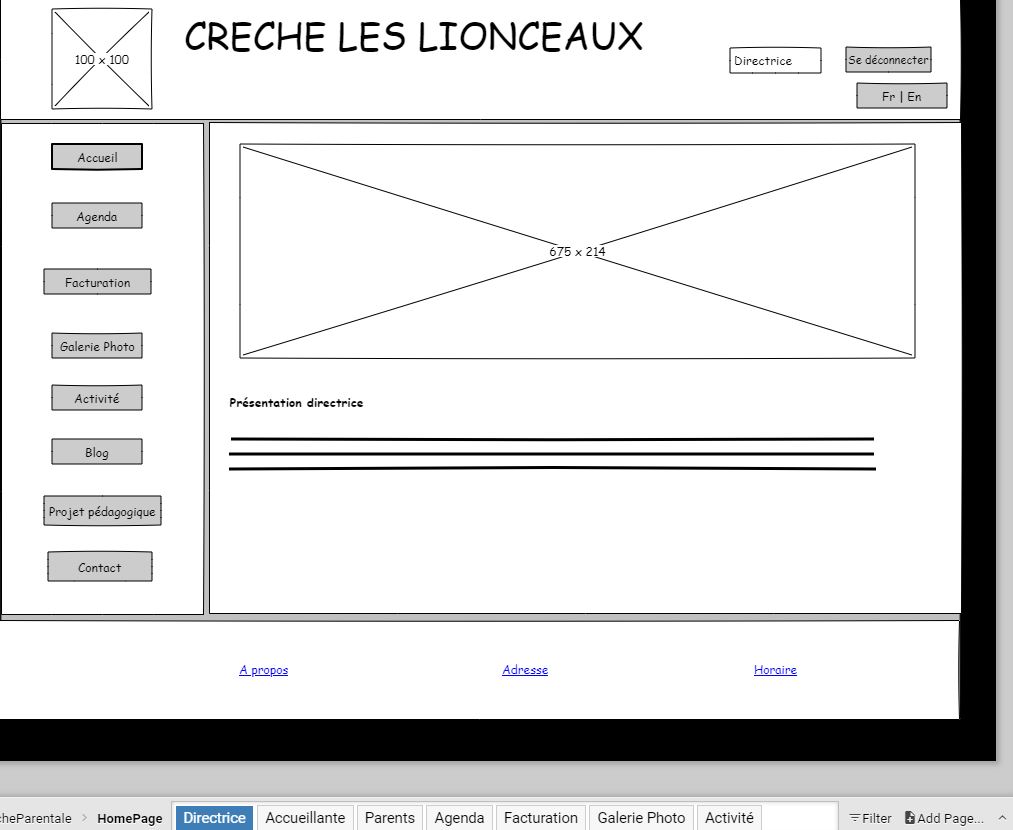 CRECHE LES LIONCEAUX
100 x 100
Directrice
Se déconnecter
Fr | En
Accueil
Agenda
Facturation
Galerie Photo
Activité
Blog
Projet pédagogique
Contact
675 x 214
Présentation directrice
A propos
Adresse
Horaire
cheParentale > HomePage
Directrice
Accueillante
Parents
Agenda
Facturation
Galerie Photo
Activité
Filter
Add Page...